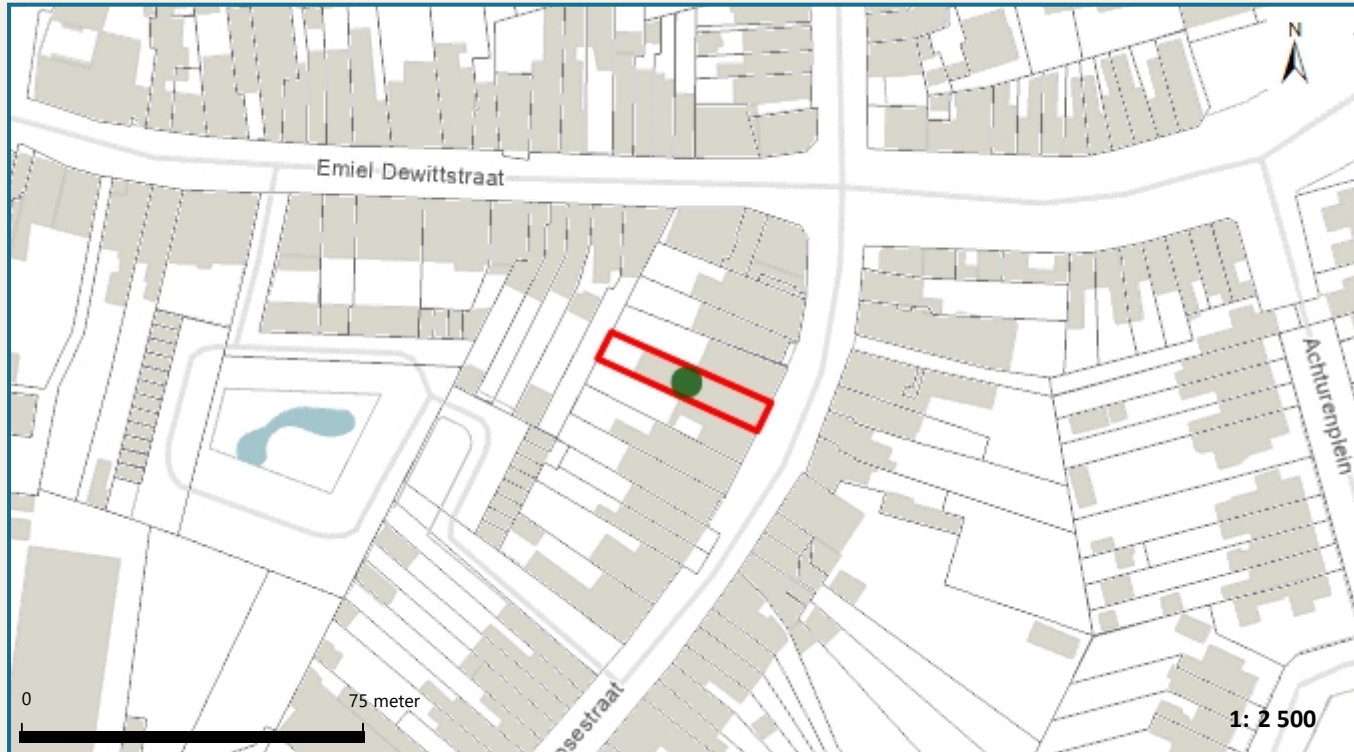 N
Emiel Dewittstraat
Achturenplein
0
75 meter
1: 2 500